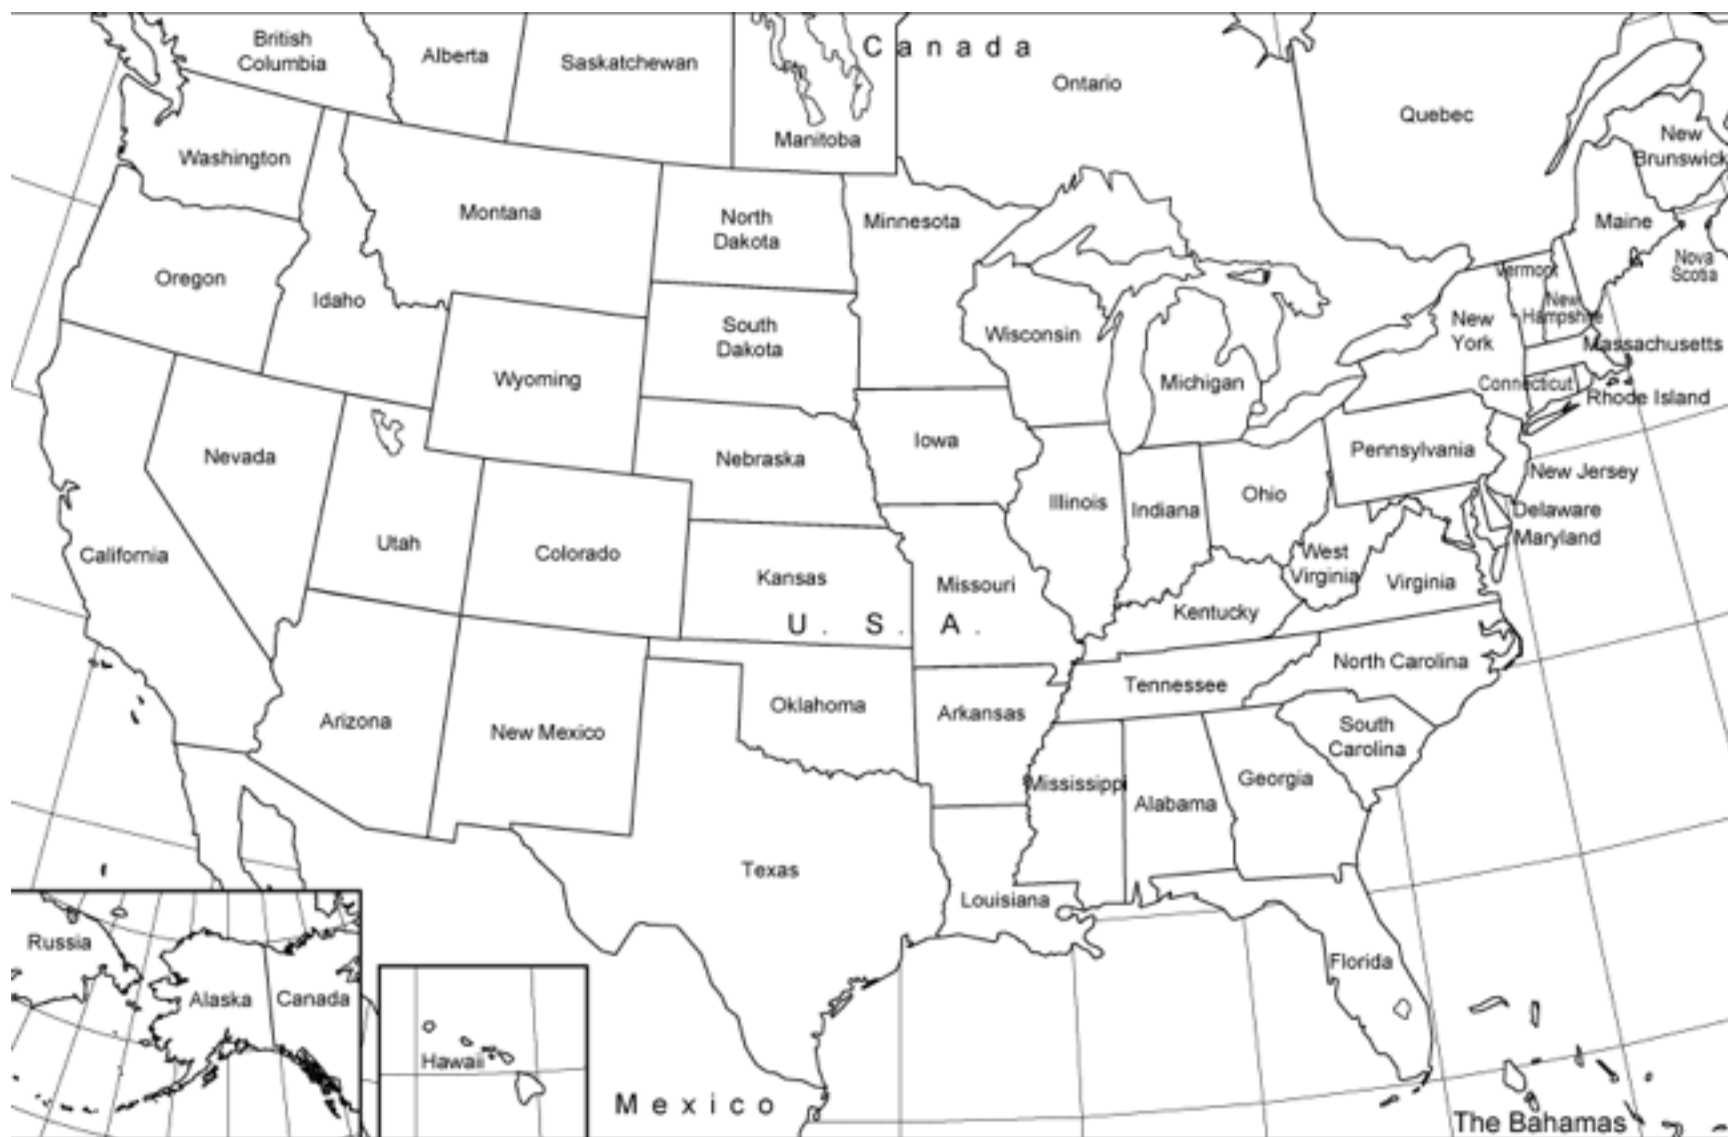 British
Columbia
Alberta
Saskatchewan
Manitoba
Canada
Ontario
Quebec
New
Brunswick
Nova
Scotia
Maine
Washington
Montana
North
Dakota
Minnesota
Oregon
Idaho
South
Dakota
Wisconsin
Michigan
Vermont
New
Hampshire
New
York
Massachusetts
Connecticut
Rhode Island
Wyoming
Nebraska
Iowa
Nevada
Illinois
Indiana
Ohio
Pennsylvania
New Jersey
Delaware
Maryland
California
Utah
Colorado
Kansas
Missouri
West
Virginia
Virginia
Kentucky
U. S. A.
Arizona
New Mexico
Oklahoma
Arkansas
Tennessee
North Carolina
South
Carolina
Mississippi
Alabama
Georgia
Texas
Louisiana
Florida
Russia
Alaska
Canada
Hawaii
Mexico
The Bahamas